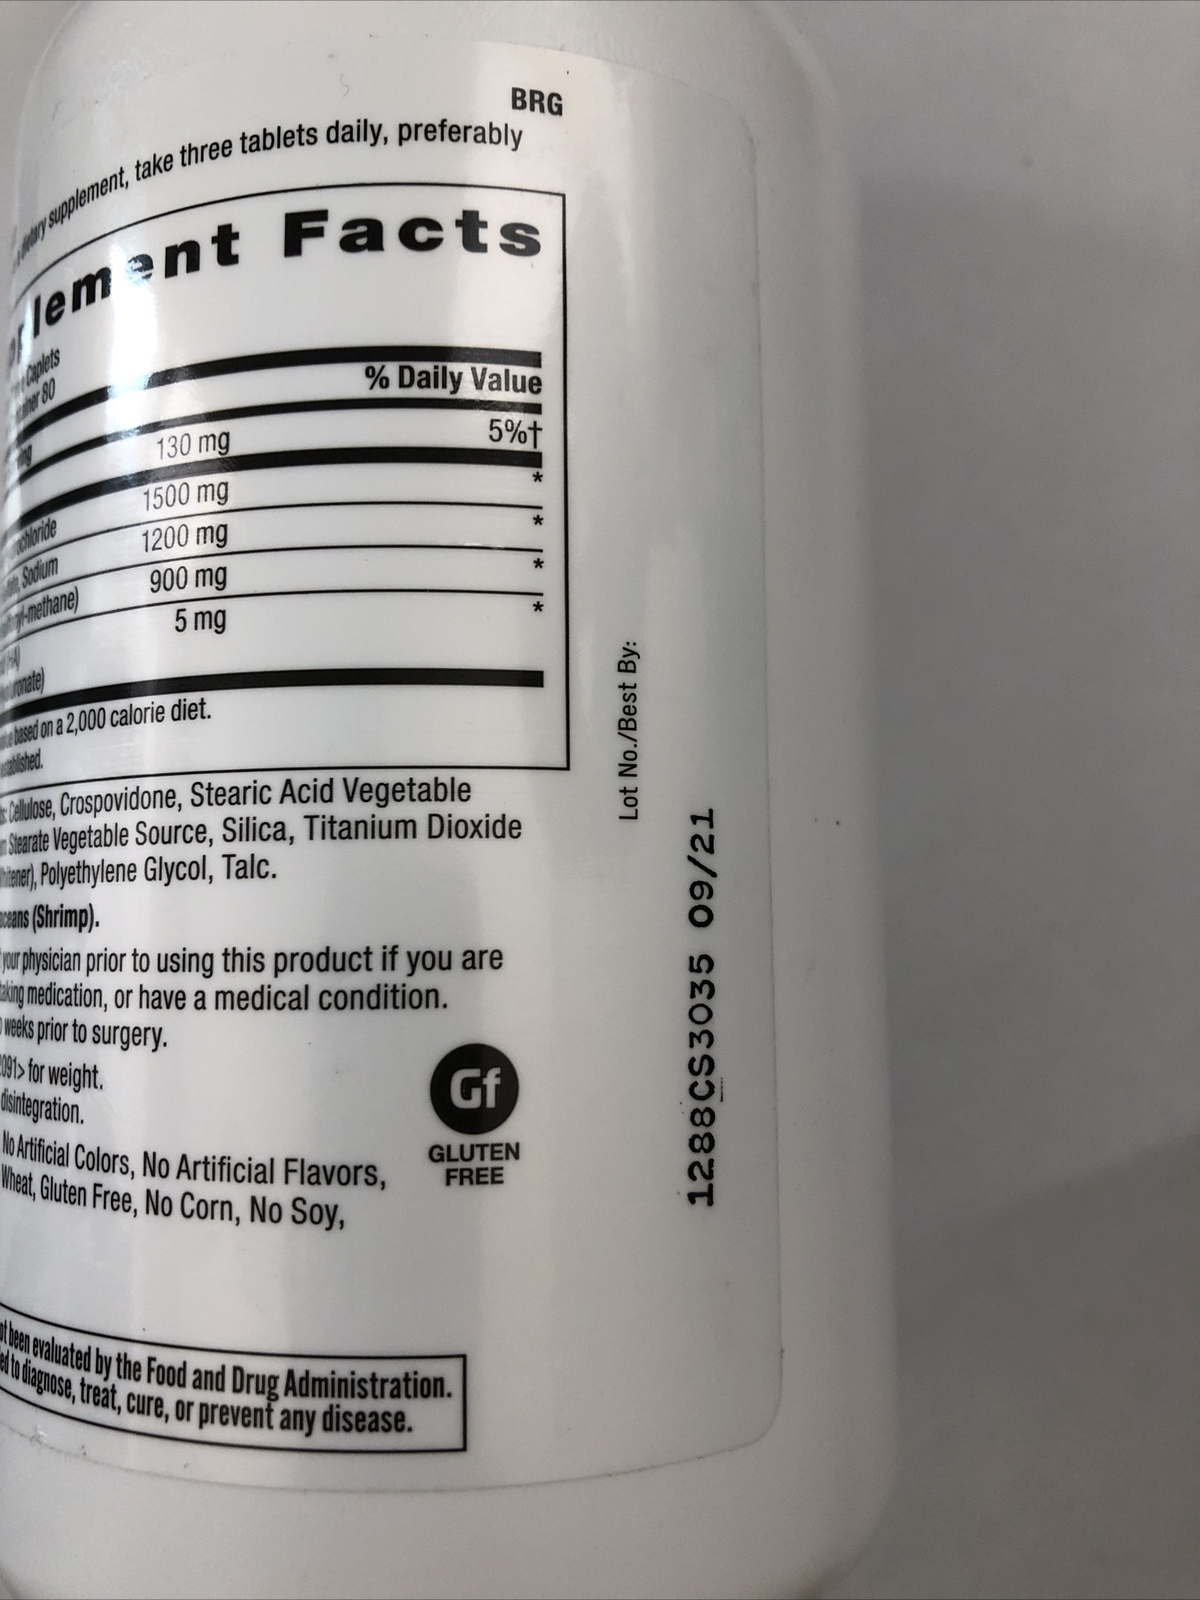 BRG
dietary supplement, take three tablets daily, preferably
Supplement Facts
Caplets
80
% Daily Value
130 mg 5%†
1500 mg *
1200 mg *
Sodium 900 mg *
5 mg *
based on a 2,000 calorie diet.
established.
Cellulose, Crospovidone, Stearic Acid Vegetable
Stearate Vegetable Source, Silica, Titanium Dioxide
Polyethylene Glycol, Talc.
(Shrimp).
your physician prior to using this product if you are
taking medication, or have a medical condition.
weeks prior to surgery.
for weight.
disintegration.
No Artificial Colors, No Artificial Flavors,
Wheat, Gluten Free, No Corn, No Soy,
Gf
GLUTEN
FREE
been evaluated by the Food and Drug Administration.
to diagnose, treat, cure, or prevent any disease.
Lot No./Best By:
1288CS3035 09/21